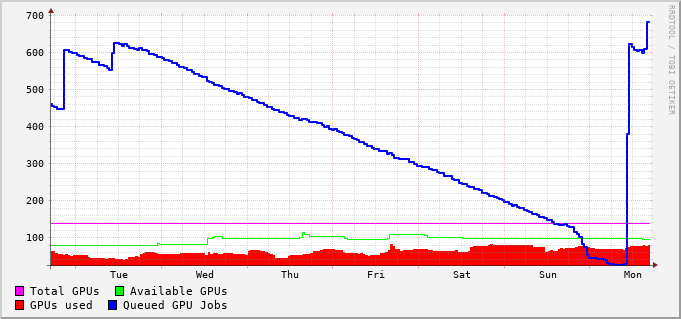 700
600
500
400
300
200
100
Tue Wed Thu Fri Sat Sun Mon
Total GPUs Available GPUs
GPUs used Queued GPU Jobs
RRDTOOL / TOBI OETIKER